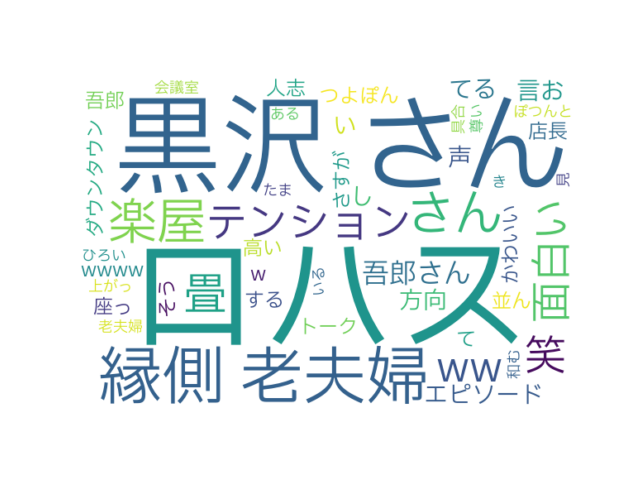 会議室
人志
つよぽん
てる
言お
吾郎
ある
い
具合
尊い
ぽつんと
店長
黒沢 さん
ダウンタウン
さすが
声
たま
し
き
見
楽屋
テンション
さん
かわいい
面白い
ひろい
高い
wwww
w
いる
吾郎さん
ロハス
上がっ
そう
畳
座っ
する
方向
並ん
老夫婦
トーク
て
笑
縁側 老夫婦
ww
和む
エピソード